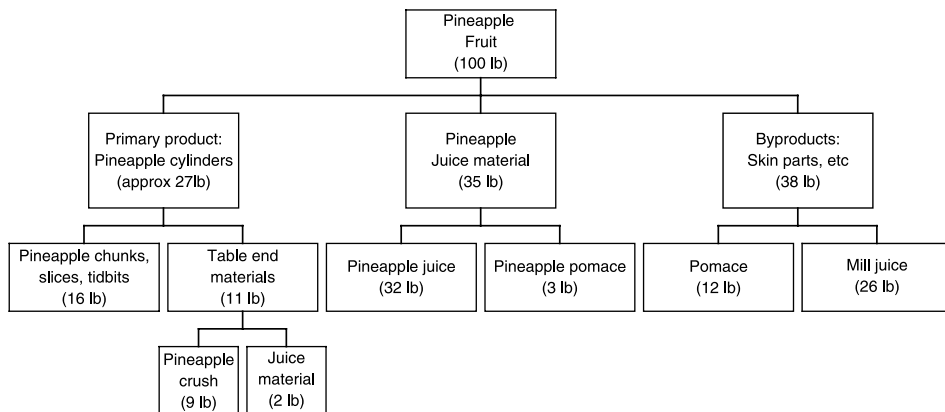 Pineapple
Fruit
(100 lb)
Primary product:
Pineapple cylinders
(approx 27lb)
Pineapple
Juice material
(35 lb)
Byproducts:
Skin parts, etc
(38 lb)
Pineapple chunks,
slices, tidbits
(16 lb)
Table end
materials
(11 lb)
Pineapple juice
(32 lb)
Pineapple pomace
(3 lb)
Pomace
(12 lb)
Mill juice
(26 lb)
Pineapple
crush
(9 lb)
Juice
material
(2 lb)